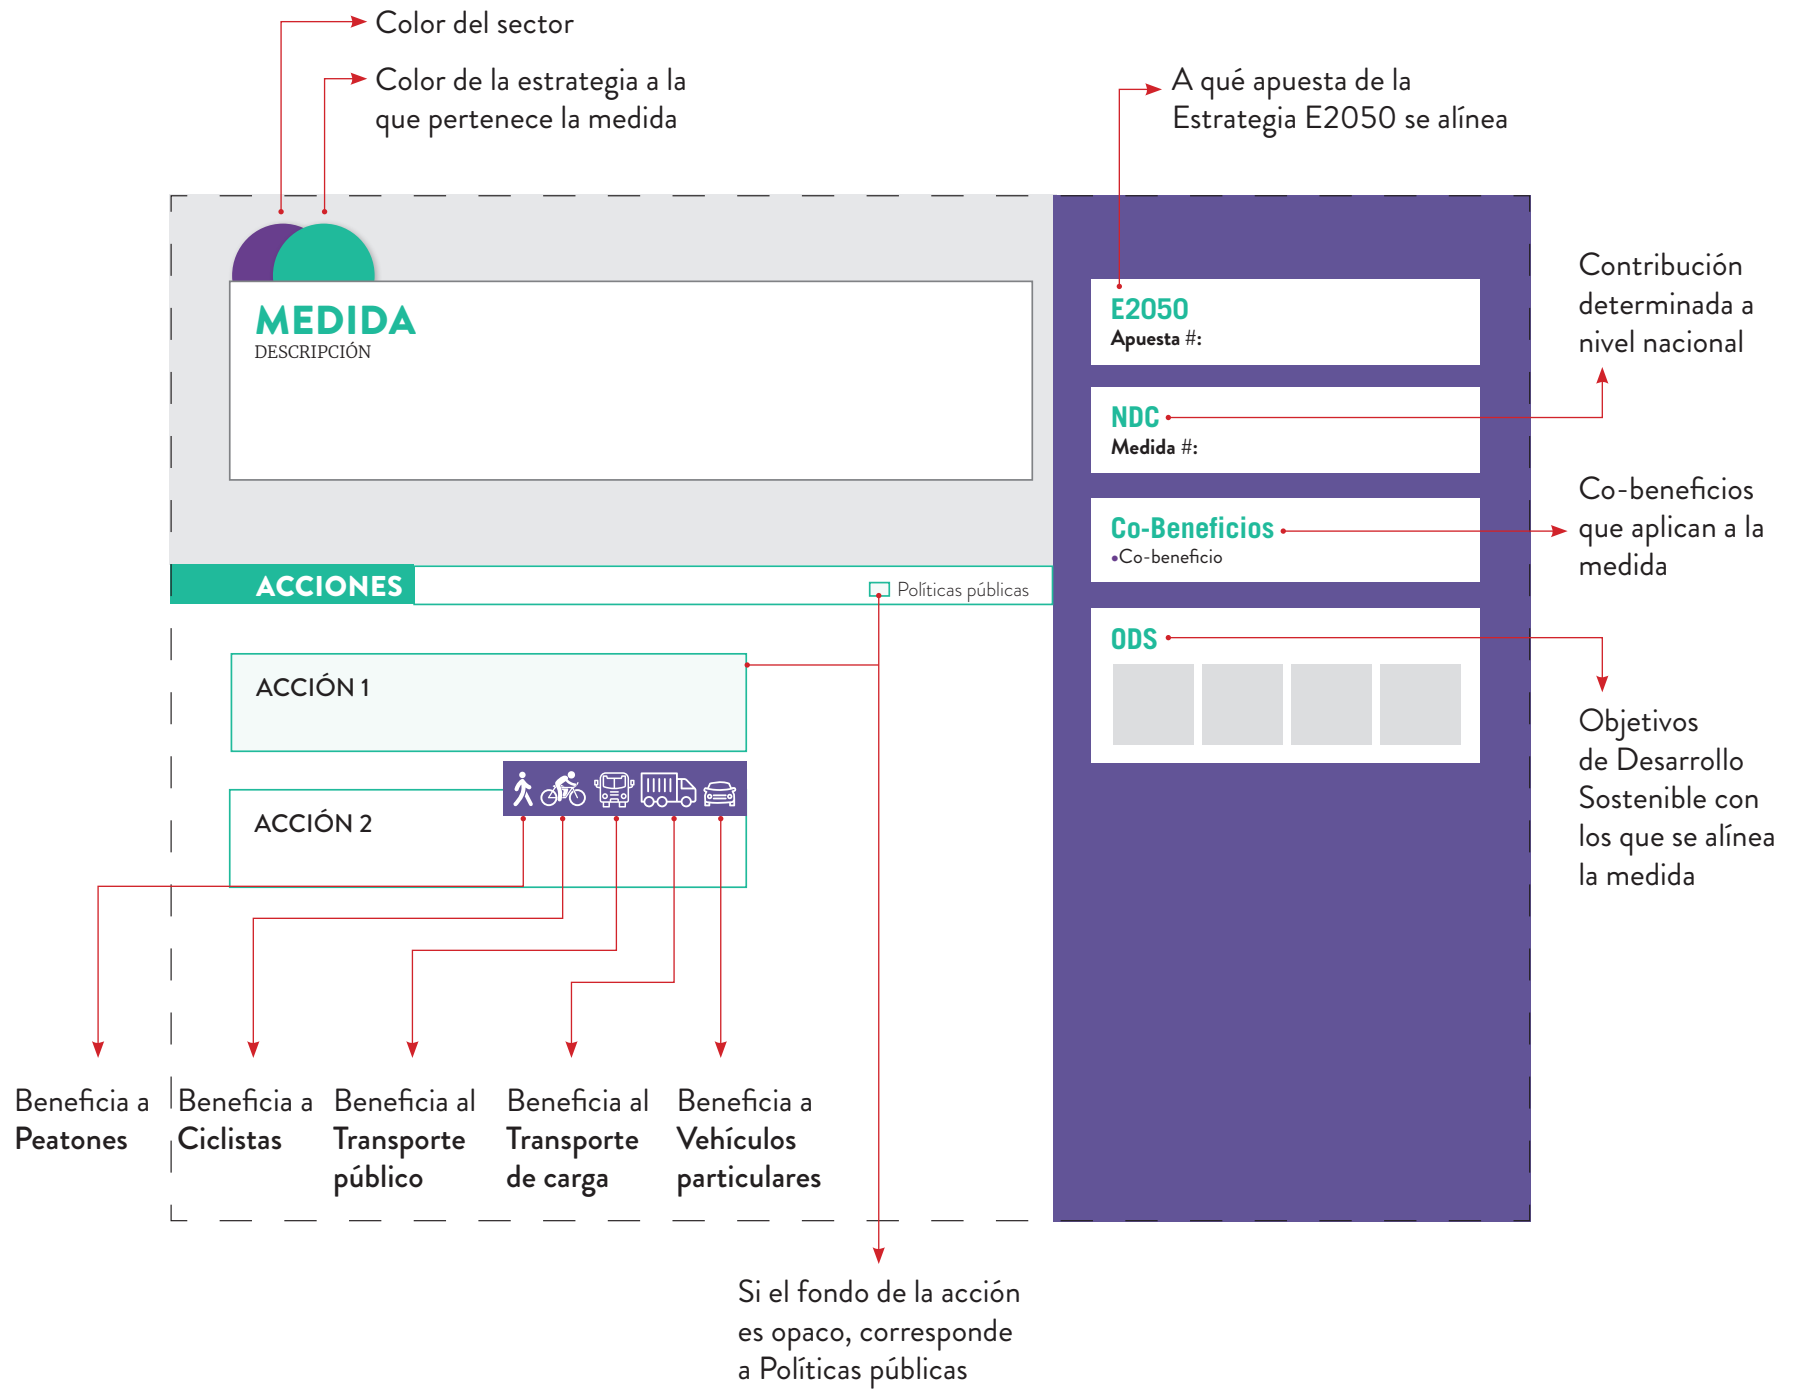 Color del sector
Color de la estrategia a la
que pertenece la medida
A qué apuesta de la
Estrategia E2050 se alínea
MEDIDA
DESCRIPCIÓN
E2050
Apuesta #:
Contribución
determinada a
nivel nacional
NDC
Medida #:
Co-Beneficios
•Co-beneficio
Co-beneficios
que aplican a la
medida
ACCIONES
Políticas públicas
ODS
Objetivos
de Desarrollo
Sostenible con
los que se alínea
la medida
ACCIÓN 1
ACCIÓN 2
Beneficia a
Peatones
Beneficia a
Ciclistas
Beneficia al
Transporte
público
Beneficia al
Transporte
de carga
Beneficia a
Vehículos
particulares
Si el fondo de la acción
es opaco, corresponde
a Políticas públicas